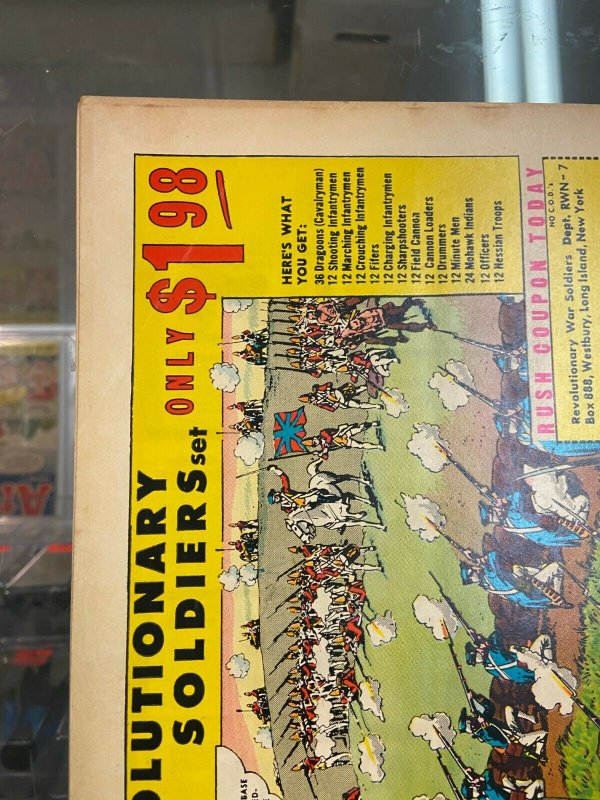 OLUTIONARY
SOLDIERS set ONLY $1 98
HERE'S WHAT
YOU GET:
36 Dragoons (Cavalryman)
12 Shooting Infantrymen
12 Marching Infantrymen
12 Crouching Infantrymen
12 Fifers
12 Charging Infantrymen
12 Sharpshooters
12 Field Cannon
12 Cannon Loaders
12 Drummers
12 Minute Men
24 Mohawk Indians
12 Officers
12 Hessian Troops
BASE
RUSH COUPON TODAY
NO C.O.D.'s
Revolutionary War Soldiers Dept. RWN-7
Box 888, Westbury, Long Island, New York